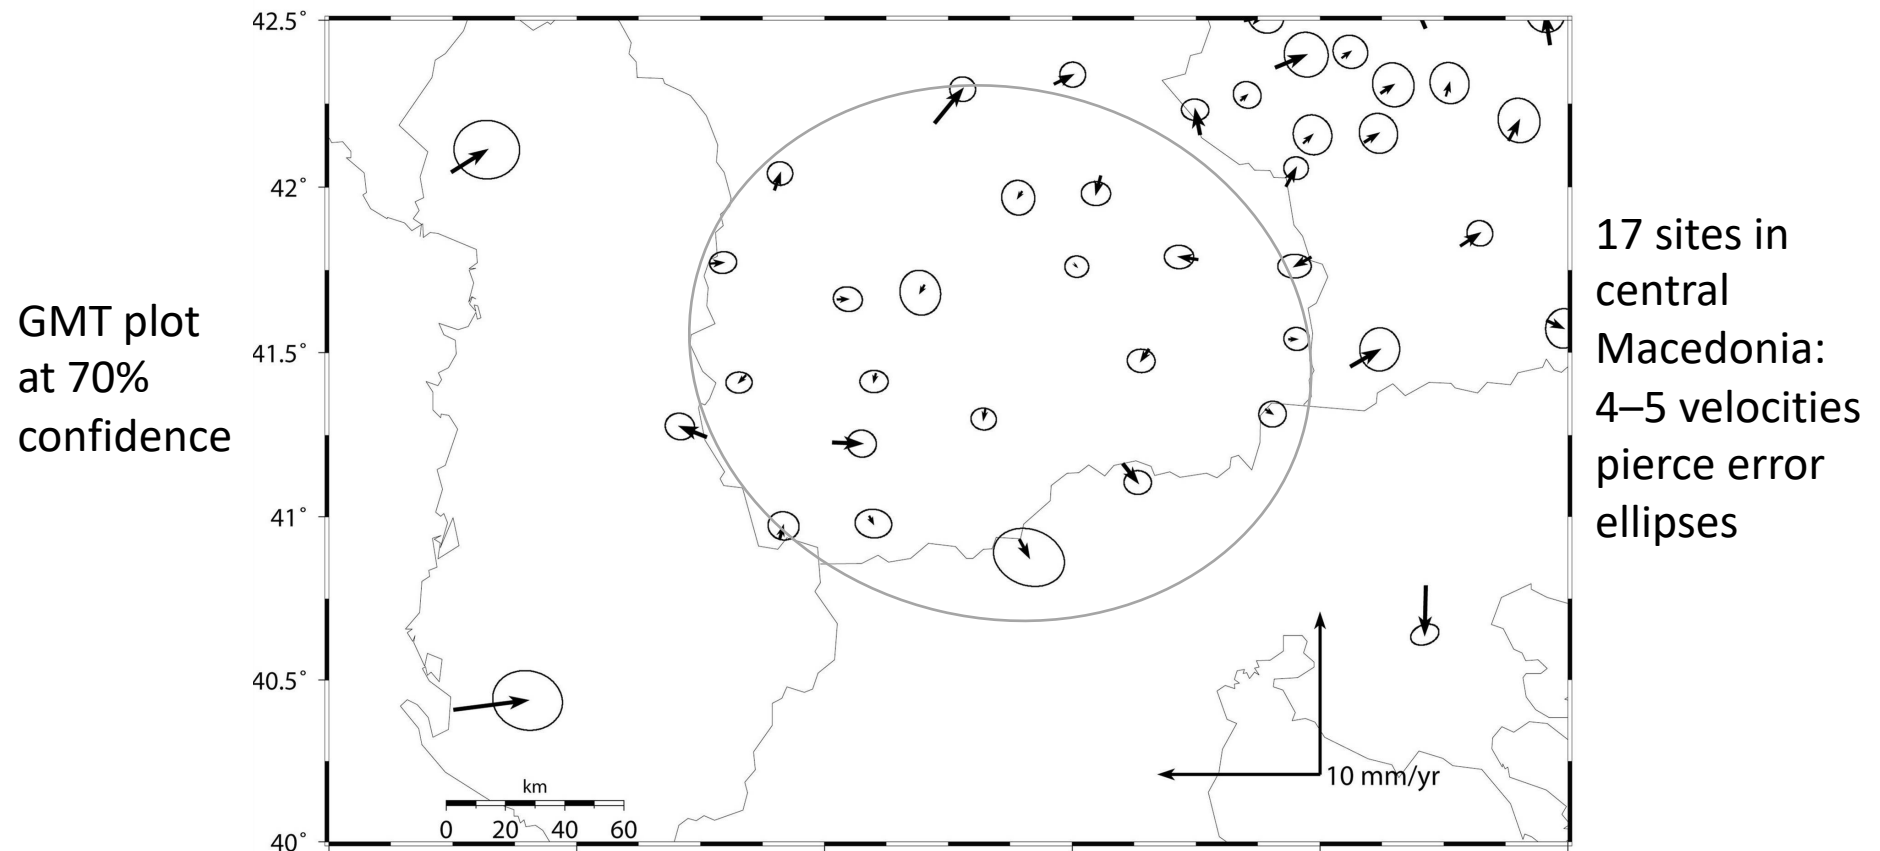 GMT plot
at 70%
confidence
42.5°
42°
41.5°
41°
40.5°
40°
km
0 20 40 60
10 mm/yr
17 sites in
central
Macedonia:
4–5 velocities
pierce error
ellipses